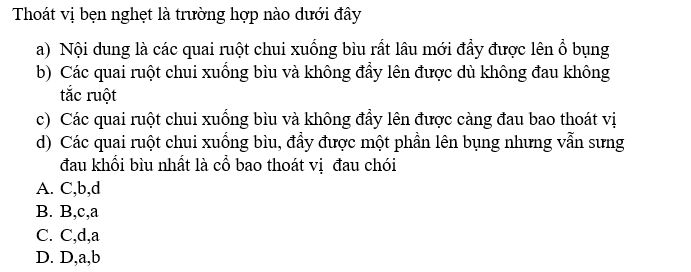 Thoát vị bẹn nghẹt là trường hợp nào dưới đây
a) Nội dung là các quai ruột chui xuống bìu rất lâu mới đẩy được lên ổ bụng
b) Các quai ruột chui xuống bìu và không đẩy lên được dù không đau không
tắc ruột
c) Các quai ruột chui xuống bìu và không đẩy lên được càng đau bao thoát vị
d) Các quai ruột chui xuống bìu, đẩy được một phần lên bụng nhưng vẫn sưng
đau khối bìu nhất là cổ bao thoát vị đau chói
A. C,b,d
B. B,c,a
C. C,d,a
D. D,a,b